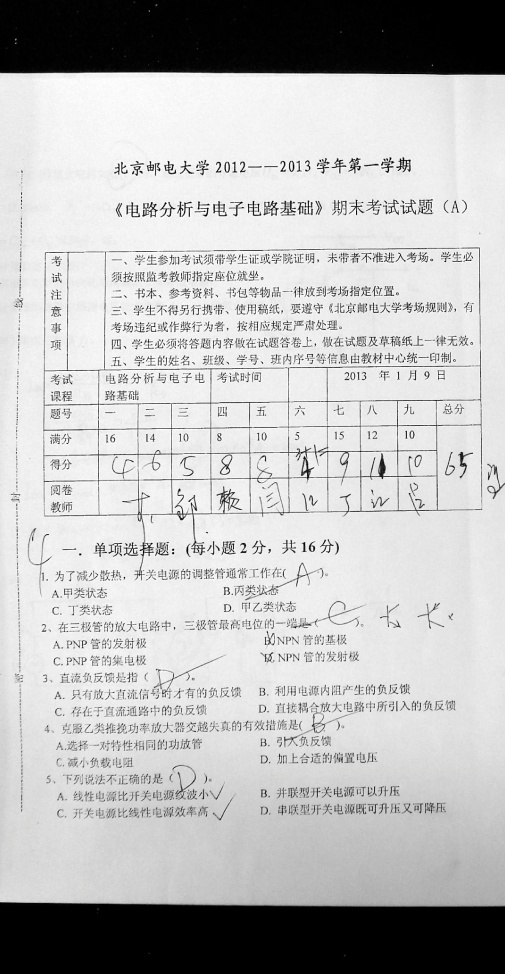 北京邮电大学 2012——2013 学年第一学期
《电路分析与电子电路基础》期末考试试题（A）
考试注意事项
一、学生参加考试须带学生证或学院证明，未带者不准进入考场。学生必
须按照监考教师指定座位就坐。
二、书本、参考资料、书包等物品一律放到考场指定位置。
三、学生不得另行携带、使用稿纸，要遵守《北京邮电大学考场规则》，有
考场违纪或作弊行为者，按相应规定严肃处理。
四、学生必须将答题内容做在试题答卷上，做在试题及草稿纸上一律无效。
五、学生的姓名、班级、学号、班内序号等信息由教材中心统一印制。
考试课程 电路分析与电子电路基础 考试时间 2013 年 1 月 9 日
题号 一 二 三 四 五 六 七 八 九 总分
满分 16 14 10 8 10 5 15 12 10
得分 4 6 5 8 8 4 9 11 10 65
阅卷教师
4
一．单项选择题：(每小题 2 分，共 16 分)
1. 为了减少散热，开关电源的调整管通常工作在( A )。
A.甲类状态 B.丙类状态
C. 丁类状态 D. 甲乙类状态
2、在三极管的放大电路中，三极管最高电位的一端是（ C ）。
A. PNP 管的发射极 B. NPN 管的基极
C. PNP 管的集电极 D. NPN 管的发射极
3、直流负反馈是指（ D ）。
A. 只有放大直流信号时才有的负反馈 B. 利用电源内阻产生的负反馈
C. 存在于直流通路中的负反馈 D. 直接耦合放大电路中所引入的负反馈
4、克服乙类推挽功率放大器交越失真的有效措施是( B )。
A.选择一对特性相同的功放管 B. 引入负反馈
C.减小负载电阻 D. 加上合适的偏置电压
5、下列说法不正确的是（ D ）。
A. 线性电源比开关电源纹波小 B. 并联型开关电源可以升压
C. 开关电源比线性电源效率高 D. 串联型开关电源既可升压又可降压